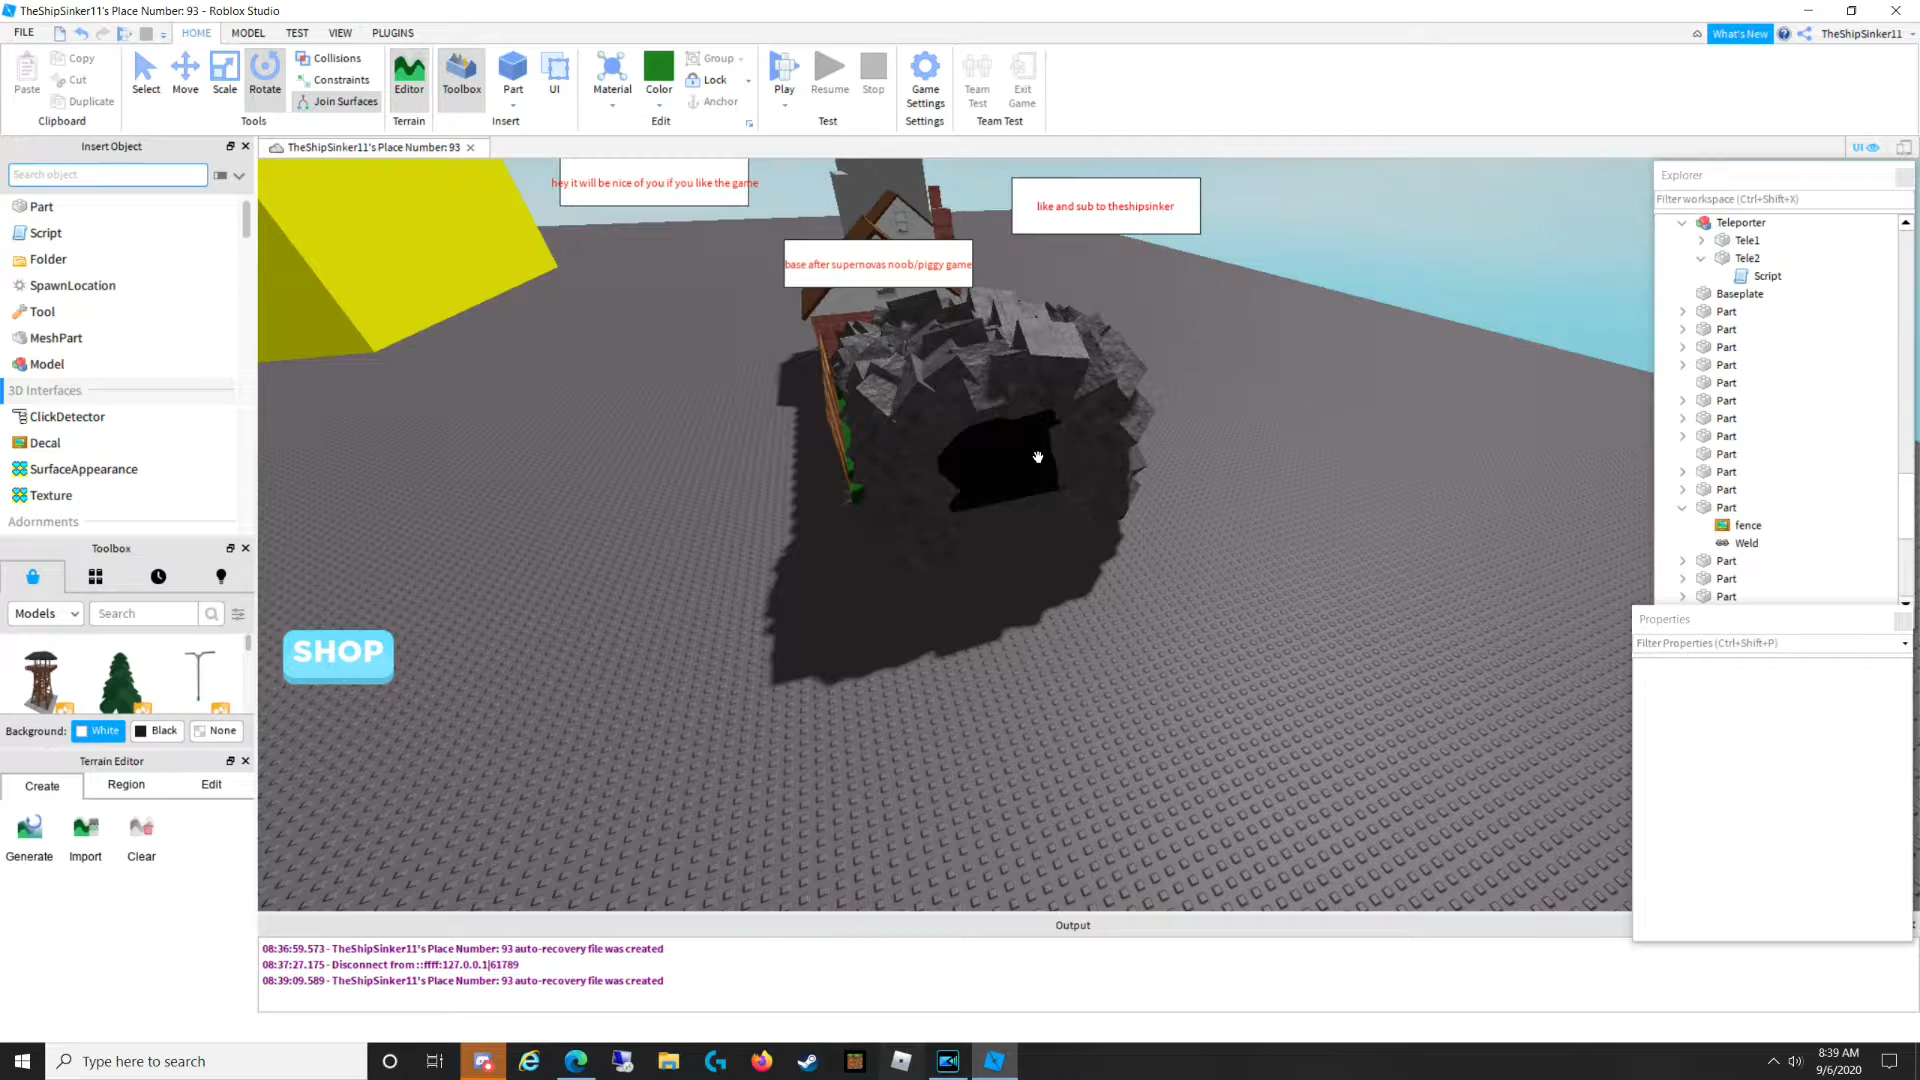 TheShipSinker11's Place Number: 93 - Roblox Studio
FILE HOME MODEL TEST VIEW PLUGINS What's New TheShipSinker11
Paste Copy Cut Duplicate Clipboard
Select Move Scale Rotate Collisions Constraints Join Surfaces Tools
Editor Terrain
Toolbox Part UI Insert
Material Color Group Lock Anchor Edit
Play Resume Stop Test
Game Settings Settings
Team Test Exit Game Team Test
Insert Object
Search object
Part
Script
Folder
SpawnLocation
Tool
MeshPart
Model
3D Interfaces
ClickDetector
Decal
SurfaceAppearance
Texture
Adornments
Toolbox
Models Search
Background: White Black None
Terrain Editor
Create Region Edit
Generate Import Clear
TheShipSinker11's Place Number: 93
UI
hey it will be nice of you if you like the game
like and sub to theshipsinker
base after supernovas noob/piggy game
SHOP
Explorer
Filter workspace (Ctrl+Shift+X)
Teleporter
Tele1
Tele2
Script
Baseplate
Part
Part
Part
Part
Part
Part
Part
Part
Part
Part
Part
Part
fence
Weld
Part
Part
Part
Properties
Filter Properties (Ctrl+Shift+P)
Output
08:36:59.573 - TheShipSinker11's Place Number: 93 auto-recovery file was created
08:37:27.175 - Disconnect from ::ffff:127.0.0.1|61789
08:39:09.589 - TheShipSinker11's Place Number: 93 auto-recovery file was created
Type here to search
8:39 AM
9/6/2020